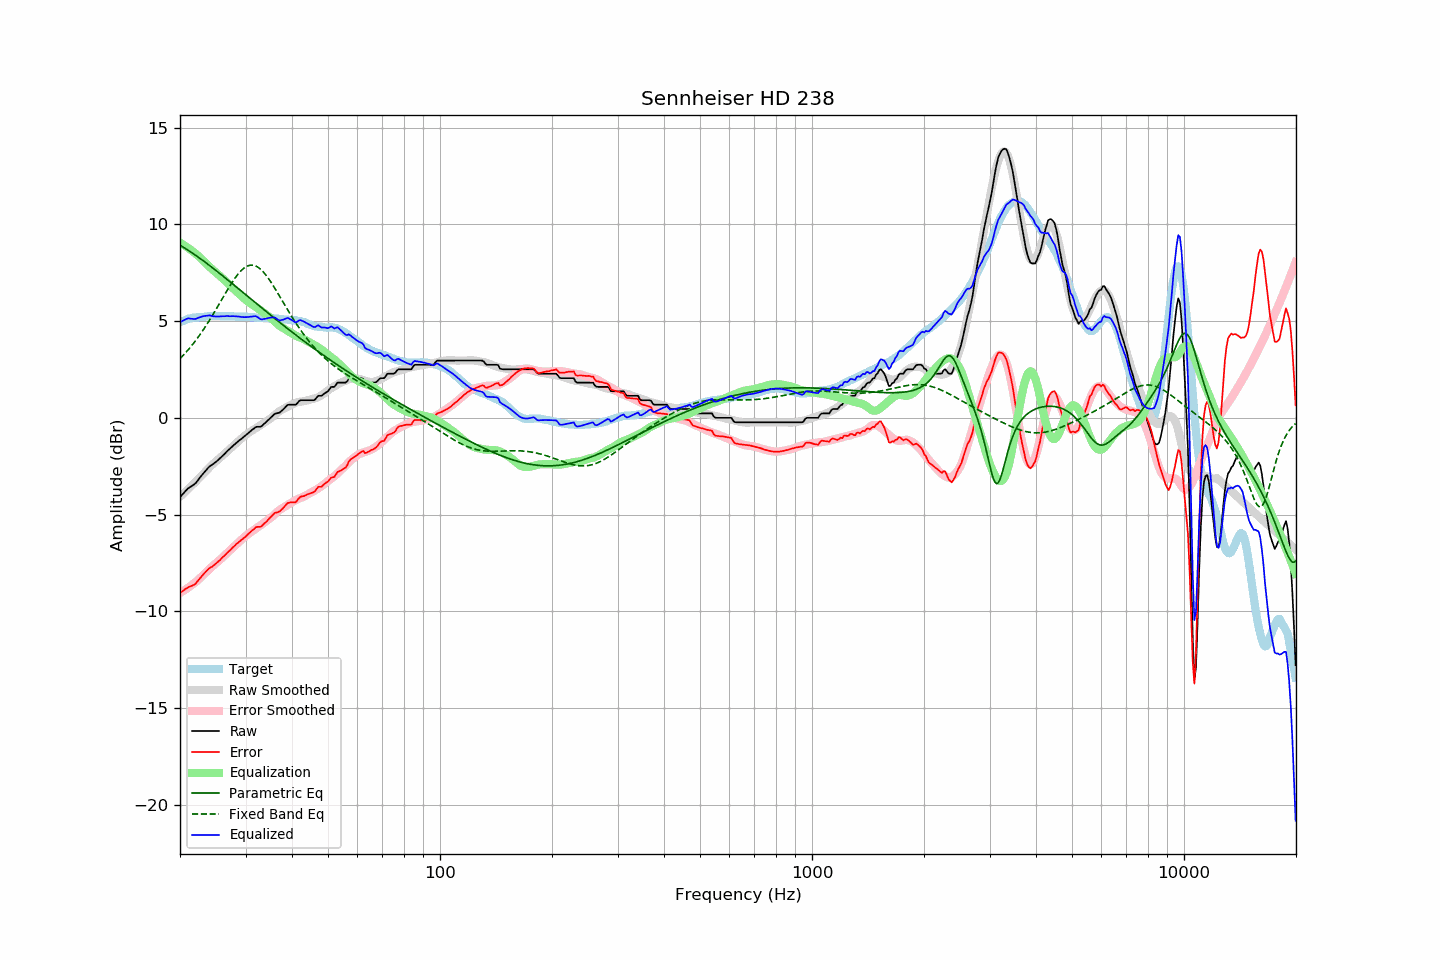 Sennheiser HD 238
15
10
5
0
−5
−10
−15
−20
Amplitude (dBr)
Target
Raw Smoothed
Error Smoothed
Raw
Error
Equalization
Parametric Eq
Fixed Band Eq
Equalized
100
1000
10000
Frequency (Hz)